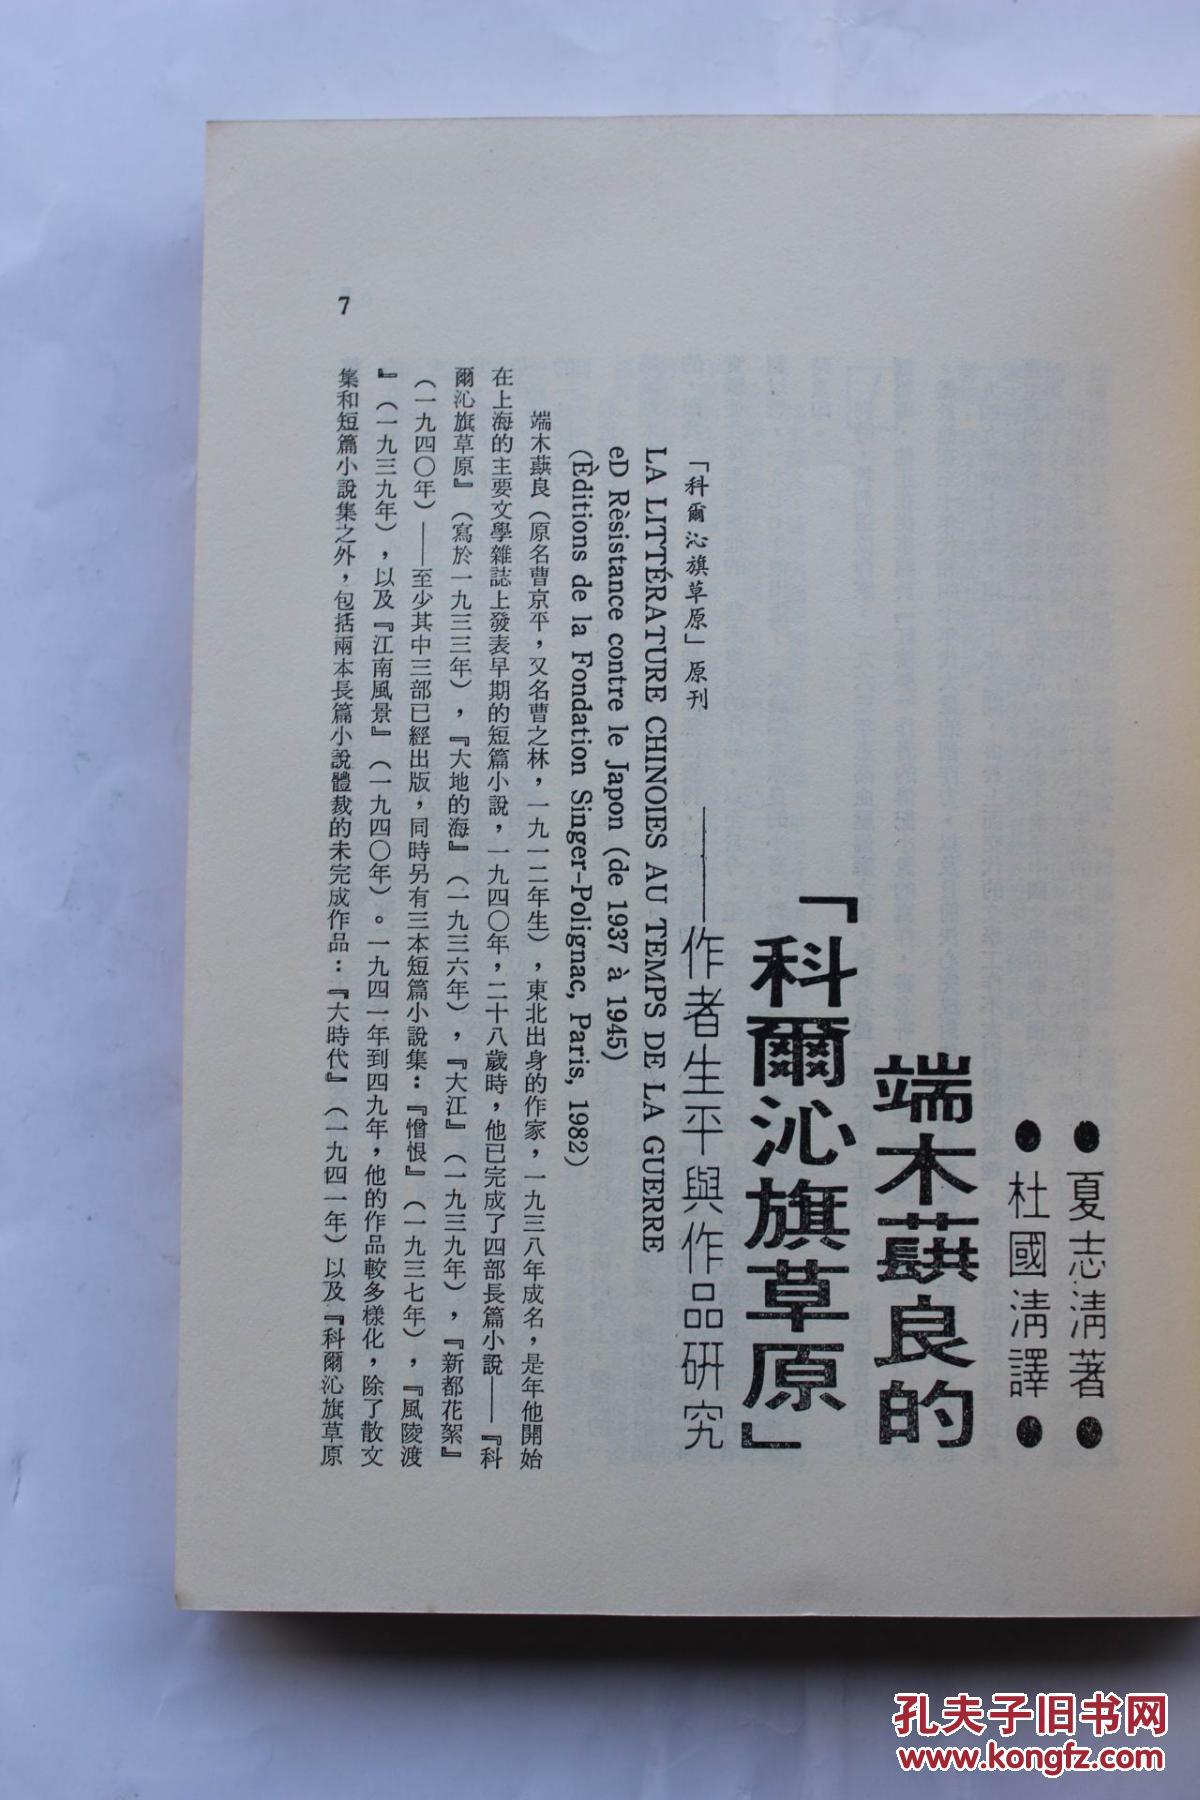 ●●夏志淸著●●
●杜國淸譯●
端木蕻良的
「科爾沁旗草原」
——作者生平與作品硏究
「科爾沁旗草原」原刊
LA LITTÉRATURE CHINOIES AU TEMPS DE LA GUERRE
eD Rèsistance contre le Japon (de 1937 à 1945)
(Èditions de la Fondation Singer-Polignac, Paris, 1982)
端木蕻良（原名曹京平，又名曹之林，一九一二年生），東北出身的作家，一九三八年成名，是年他開始
在上海的主要文學雜誌上發表早期的短篇小說，一九四〇年，二十八歲時，他已完成了四部長篇小說——『科
爾沁旗草原』（寫於一九三三年），『大地的海』（一九三六年），『大江』（一九三九年），『新都花絮』
（一九四〇年）——至少其中三部已經出版，同時另有三本短篇小說集：『憎恨』（一九三七年），『風陵渡
』（一九三九年），以及『江南風景』（一九四〇年）。一九四一年到四九年，他的作品較多樣化，除了散文
集和短篇小說集之外，包括兩本長篇小說體裁的未完成作品：『大時代』（一九四一年）以及『科爾沁旗草原
7
孔夫子旧书网
www.kongfz.com